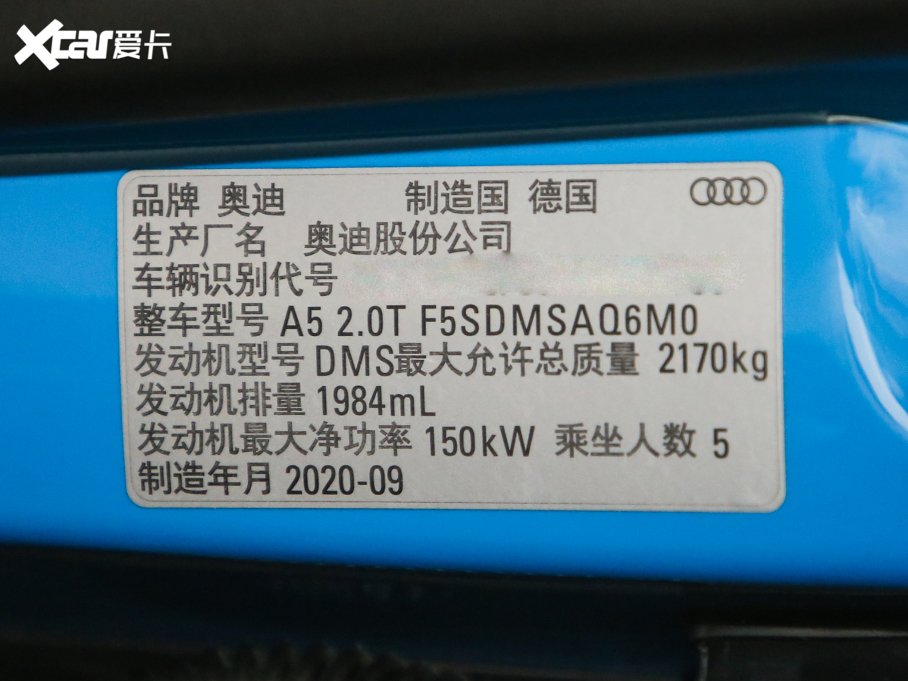 Xcar爱卡
品牌 奥迪 制造国 德国
生产厂名 奥迪股份公司
车辆识别代号
整车型号 A5 2.0T F5SDMSAQ6M0
发动机型号 DMS最大允许总质量 2170kg
发动机排量 1984mL
发动机最大净功率 150kW 乘坐人数 5
制造年月 2020-09